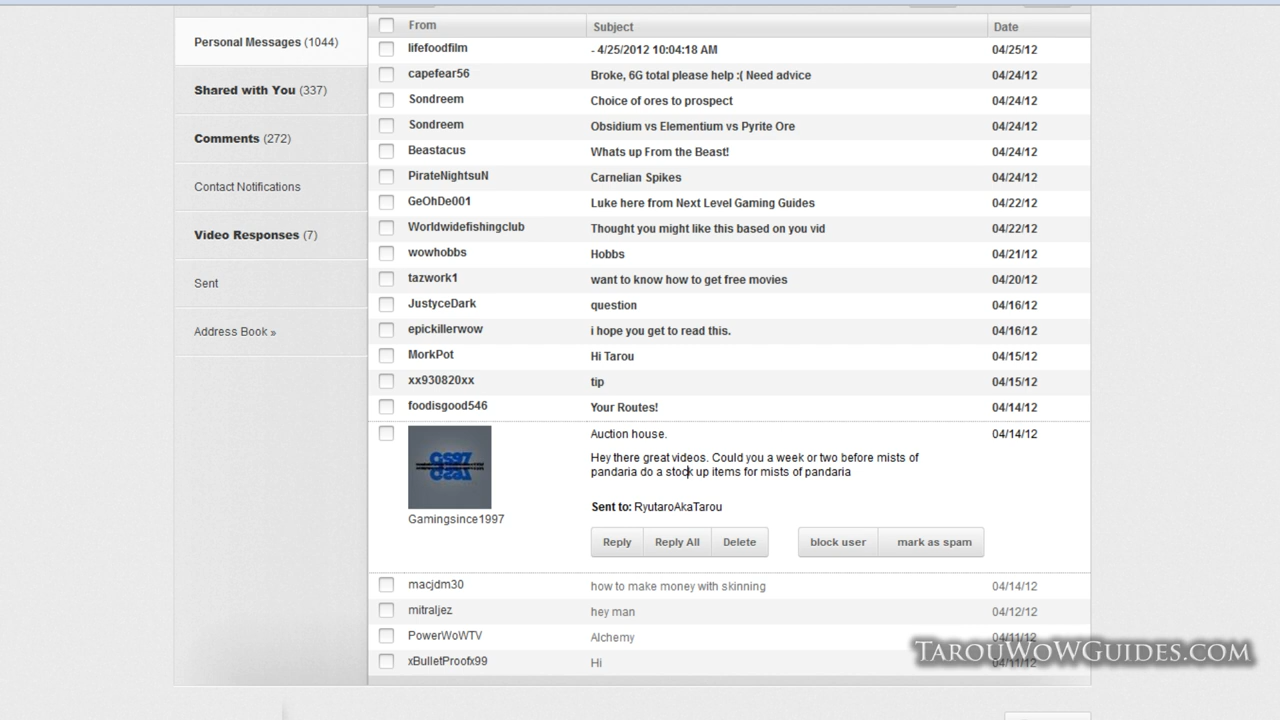 From Subject Date
Personal Messages (1044)
Shared with You (337)
Comments (272)
Contact Notifications
Video Responses (7)
Sent
Address Book »
lifefoodfilm - 4/25/2012 10:04:18 AM 04/25/12
capefear56 Broke, 6G total please help :( Need advice 04/24/12
Sondreem Choice of ores to prospect 04/24/12
Sondreem Obsidium vs Elementium vs Pyrite Ore 04/24/12
Beastacus Whats up From the Beast! 04/24/12
PirateNightsuN Carnelian Spikes 04/24/12
GeOhDe001 Luke here from Next Level Gaming Guides 04/22/12
Worldwidefishingclub Thought you might like this based on you vid 04/22/12
wowhobbs Hobbs 04/21/12
tazwork1 want to know how to get free movies 04/20/12
JustyceDark question 04/16/12
epickillerwow i hope you get to read this. 04/16/12
MorkPot Hi Tarou 04/15/12
xx930820xx tip 04/15/12
foodisgood546 Your Routes! 04/14/12
Auction house. 04/14/12
Hey there great videos. Could you a week or two before mists of
pandaria do a stock up items for mists of pandaria
Sent to: RyutaroAkaTarou
Gamingsince1997
Reply Reply All Delete block user mark as spam
macjdm30 how to make money with skinning 04/14/12
mitraljez hey man 04/12/12
PowerWoWTV Alchemy 04/11/12
xBulletProofx99 Hi 04/11/12
TarouWoWGuides.com